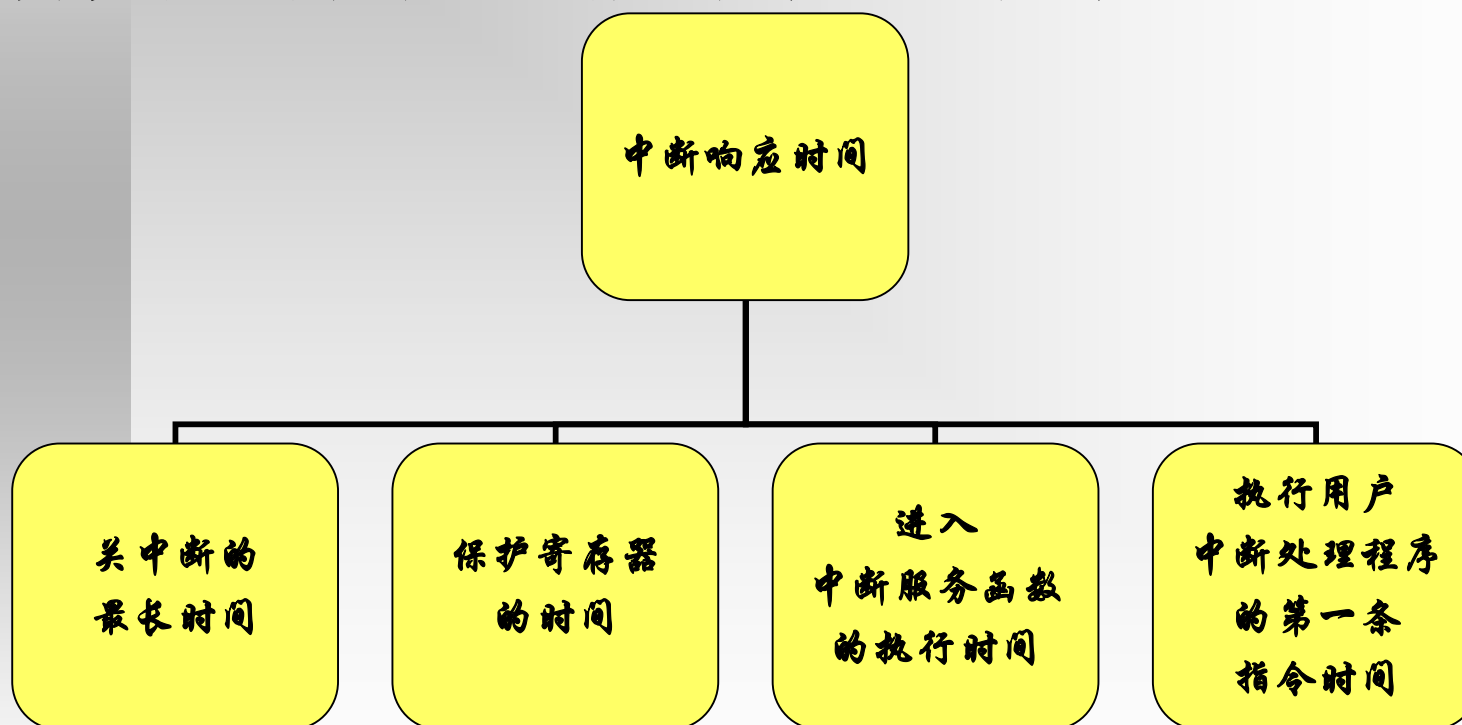 中断响应时间
关中断的
最长时间
保护寄存器
的时间
进入
中断服务函数
的执行时间
执行用户
中断处理程序
的第一条
指令时间